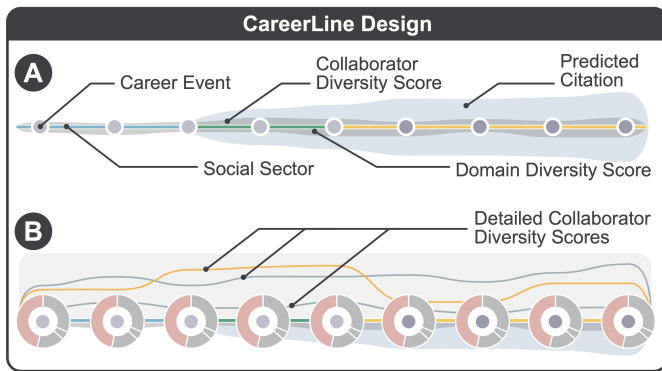 CareerLine Design
A
Career Event
Collaborator
Diversity Score
Predicted
Citation
Social Sector
Domain Diversity Score
B
Detailed Collaborator
Diversity Scores